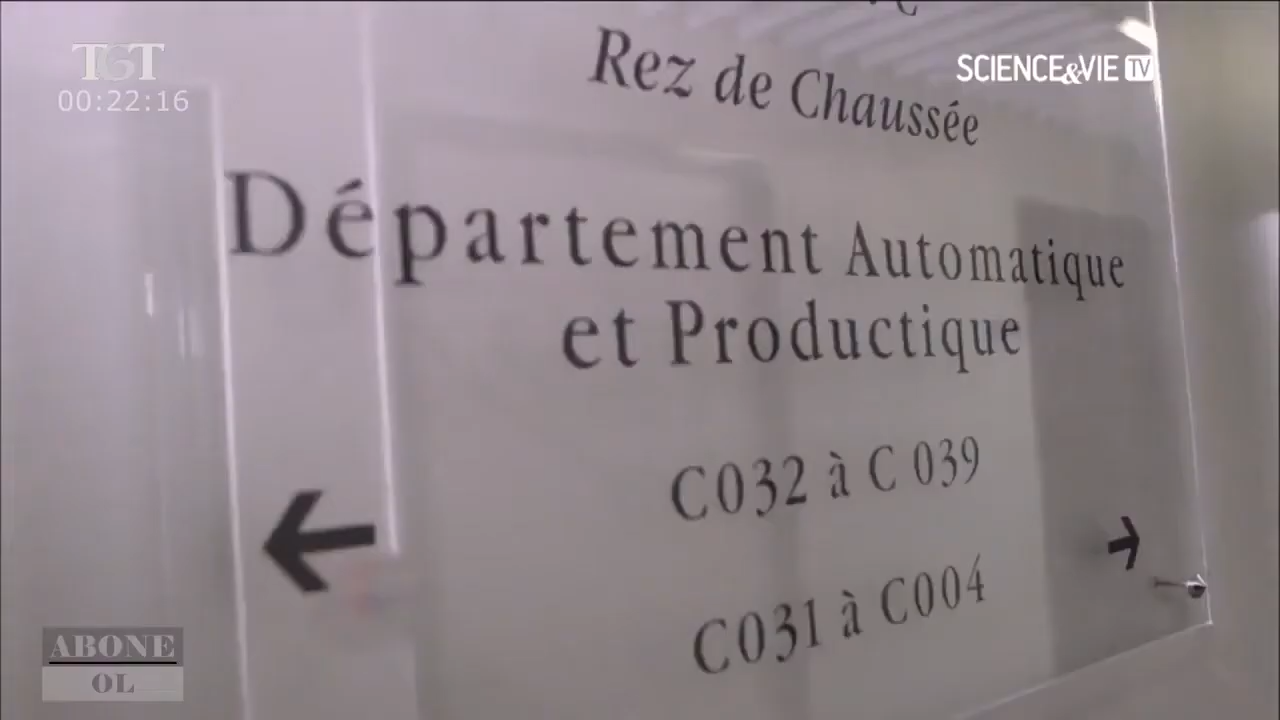 TGT
00:22:16
SCIENCE&VIE TV
Rez de Chaussée
Département Automatique
et Productique
C032 à C 039
C031 à C004
ABONE
OL